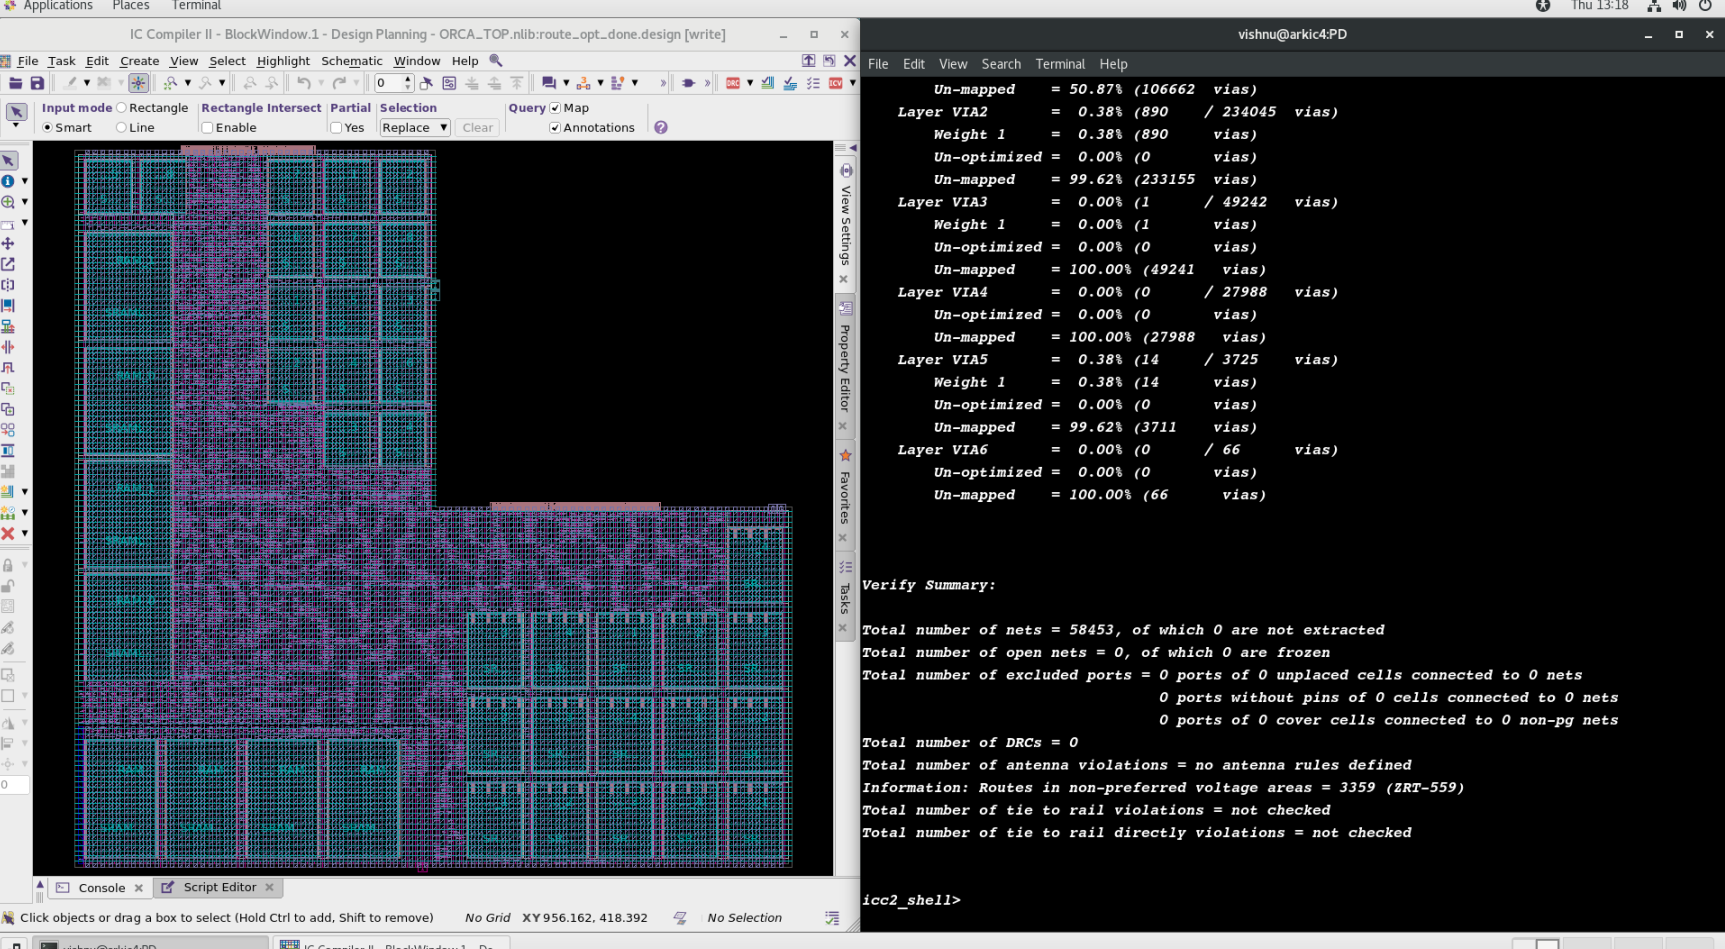 Applications Places Terminal
Thu 13:18
IC Compiler II - BlockWindow.1 - Design Planning - ORCA_TOP.nlib:route_opt_done.design [write]
File Task Edit Create View Select Highlight Schematic Window Help
0
DRC
ICV
Input mode Rectangle Rectangle Intersect Partial Selection Query Map
Smart Line Enable Yes Replace Clear Annotations
View Settings
Property Editor
Favorites
Tasks
0
Console
Script Editor
Click objects or drag a box to select (Hold Ctrl to add, Shift to remove) No Grid XY 956.162, 418.392 No Selection
vishnu@arkic4:PD
File Edit View Search Terminal Help
Un-mapped = 50.87% (106662 vias)
Layer VIA2 = 0.38% (890 / 234045 vias)
Weight 1 = 0.38% (890 vias)
Un-optimized = 0.00% (0 vias)
Un-mapped = 99.62% (233155 vias)
Layer VIA3 = 0.00% (1 / 49242 vias)
Weight 1 = 0.00% (1 vias)
Un-optimized = 0.00% (0 vias)
Un-mapped = 100.00% (49241 vias)
Layer VIA4 = 0.00% (0 / 27988 vias)
Un-optimized = 0.00% (0 vias)
Un-mapped = 100.00% (27988 vias)
Layer VIA5 = 0.38% (14 / 3725 vias)
Weight 1 = 0.38% (14 vias)
Un-optimized = 0.00% (0 vias)
Un-mapped = 99.62% (3711 vias)
Layer VIA6 = 0.00% (0 / 66 vias)
Un-optimized = 0.00% (0 vias)
Un-mapped = 100.00% (66 vias)
Verify Summary:
Total number of nets = 58453, of which 0 are not extracted
Total number of open nets = 0, of which 0 are frozen
Total number of excluded ports = 0 ports of 0 unplaced cells connected to 0 nets
0 ports without pins of 0 cells connected to 0 nets
0 ports of 0 cover cells connected to 0 non-pg nets
Total number of DRCs = 0
Total number of antenna violations = no antenna rules defined
Information: Routes in non-preferred voltage areas = 3359 (ZRT-559)
Total number of tie to rail violations = not checked
Total number of tie to rail directly violations = not checked
icc2_shell>